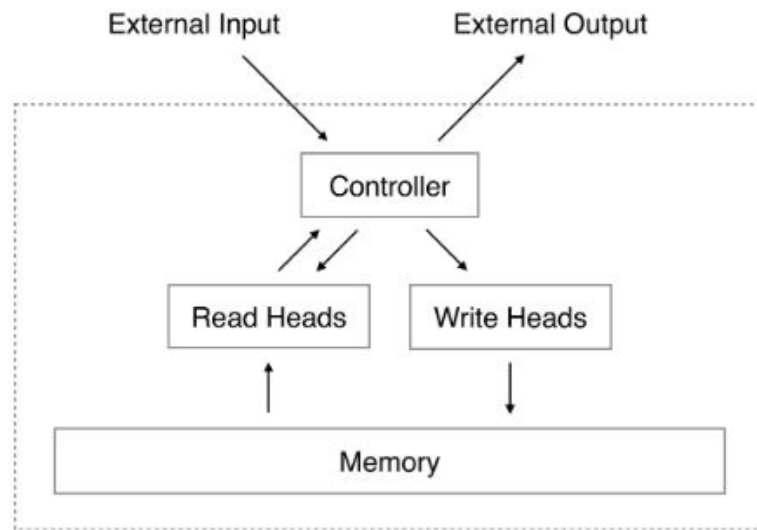 External Input
External Output
Controller
Read Heads
Write Heads
Memory